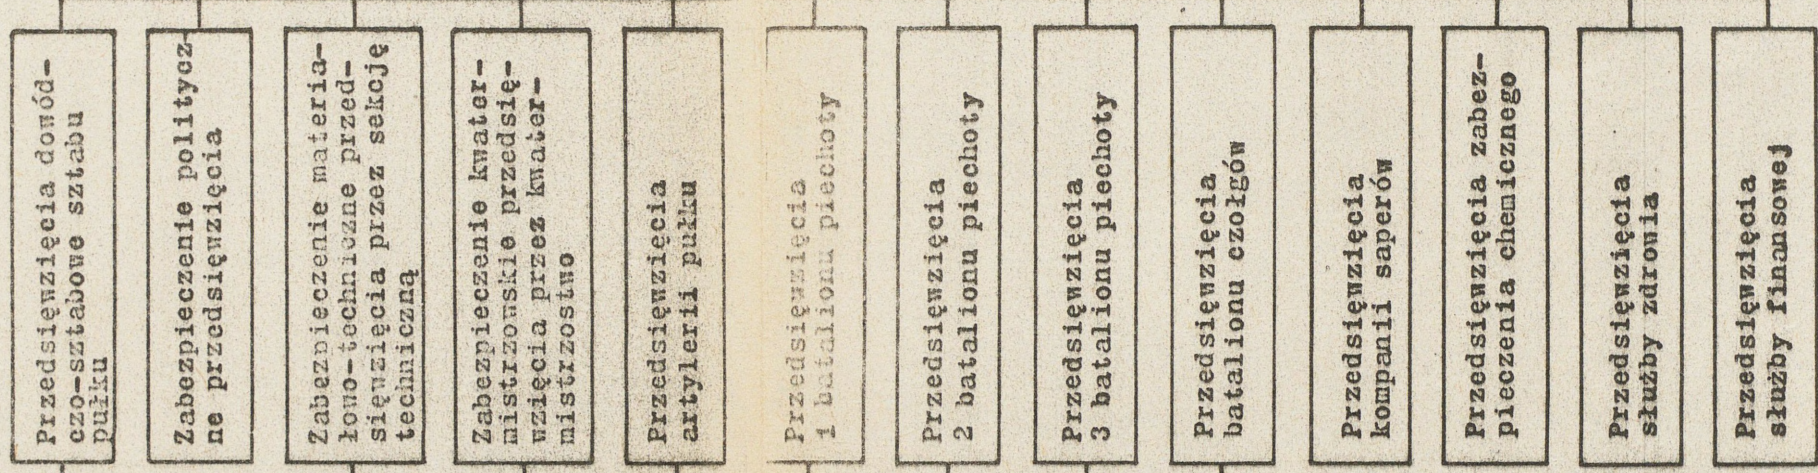 Przedsięwzięcia dowód-
czo-sztabowe sztabu
pułku
Zabezpieczenie politycz-
ne przedsięwzięcia
Zabezpieczenie materia-
łowo-techniczne przed-
sięwzięcia przez sekcję
techniczną
Zabezpieczenie kwater-
mistrzowskie przedsię-
wzięcia przez kwater-
mistrzostwo
Przedsięwzięcia
artylerii pułku
Przedsięwzięcia
1 batalionu piechoty
Przedsięwzięcia
2 batalionu piechoty
Przedsięwzięcia
3 batalionu piechoty
Przedsięwzięcia
batalionu czołgów
Przedsięwzięcia
kompanii saperów
Przedsięwzięcia zabez-
pieczenia chemicznego
Przedsięwzięcia
służby zdrowia
Przedsięwzięcia
służby finansowej